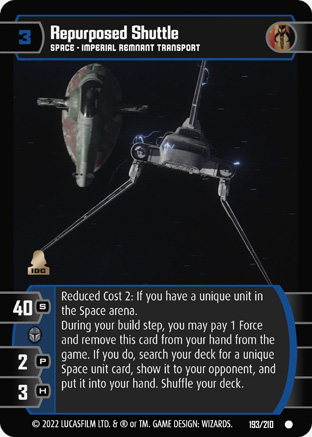 3
Repurposed Shuttle
SPACE - IMPERIAL REMNANT TRANSPORT
IDC
40 S
2 P
3 H
Reduced Cost 2: If you have a unique unit in
the Space arena.
During your build step, you may pay 1 Force
and remove this card from your hand from the
game. If you do, search your deck for a unique
Space unit card, show it to your opponent, and
put it into your hand. Shuffle your deck.
© 2022 LUCASFILM LTD. & ® or TM. GAME DESIGN: WIZARDS. 193/210